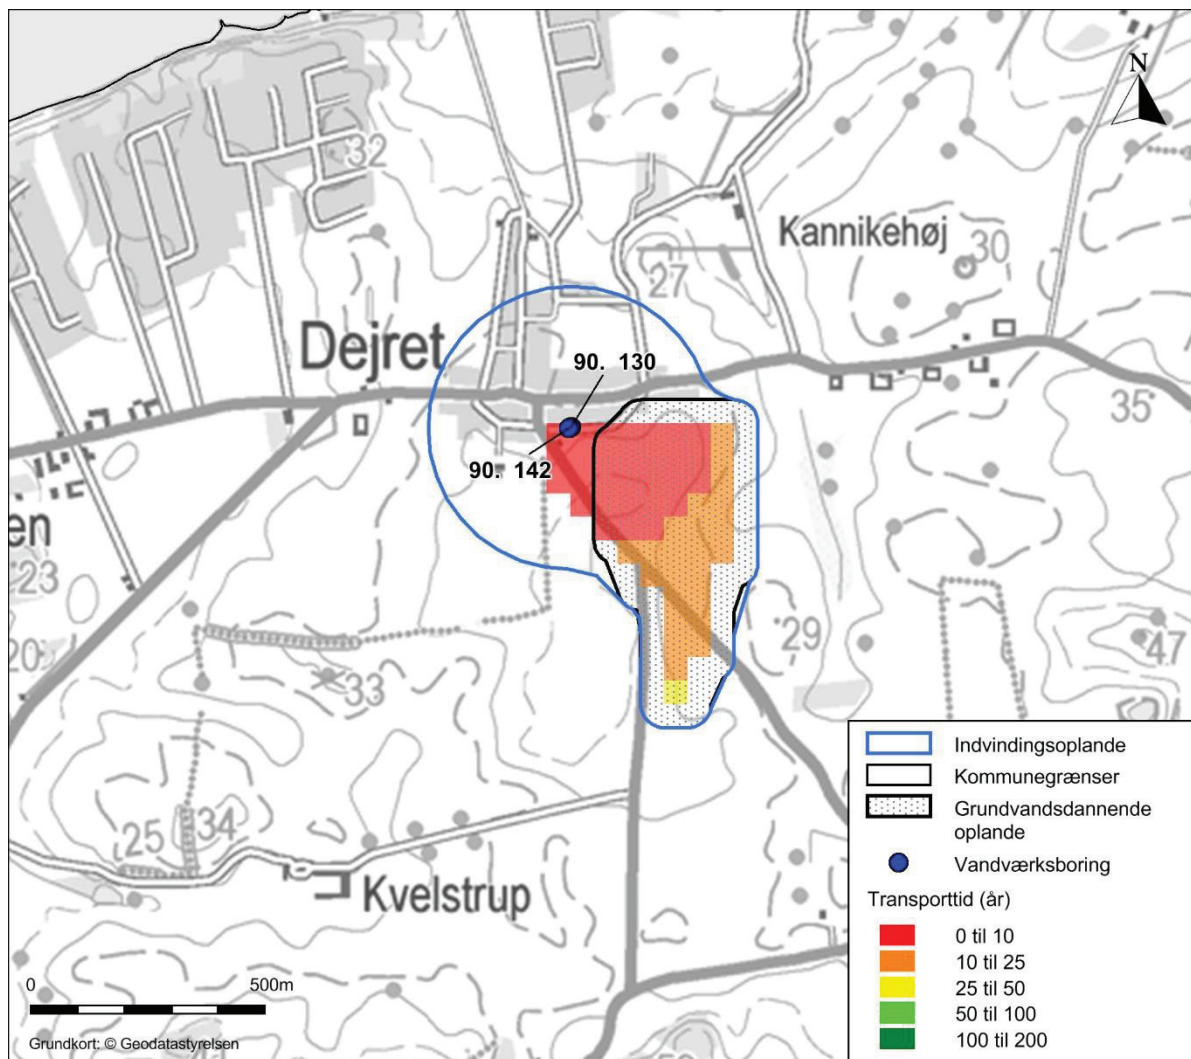 N
32
Kannikehøj
30
27
Dejret
90. 130
35
90. 142
en
23
29
20
33
47
25
34
Kvelstrup
Indvindingsoplande
Kommunegrænser
Grundvandsdannende
oplande
Vandværksboring
Transporttid (år)
0 til 10
10 til 25
25 til 50
50 til 100
100 til 200
0
500m
Grundkort: © Geodatastyrelsen